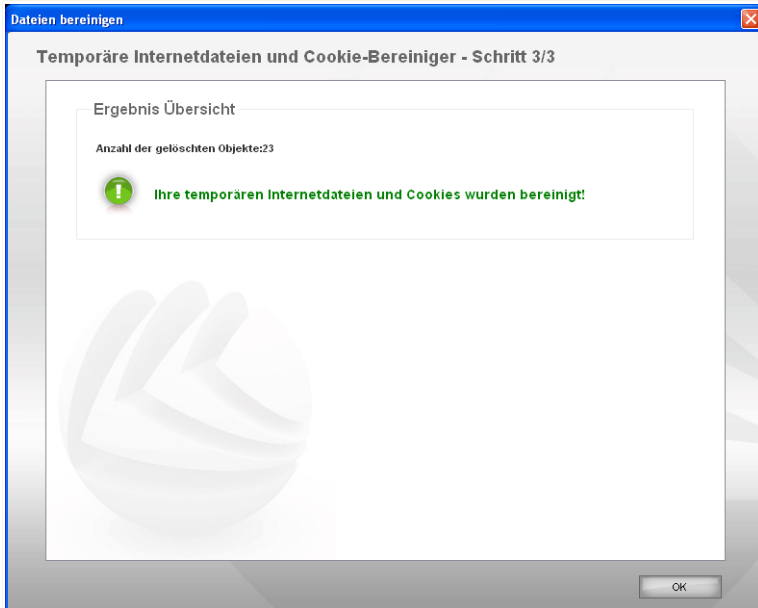 Dateien bereinigen
Temporäre Internetdateien und Cookie-Bereiniger - Schritt 3/3
Ergebnis Übersicht
Anzahl der gelöschten Objekte:23
Ihre temporären Internetdateien und Cookies wurden bereinigt!
OK